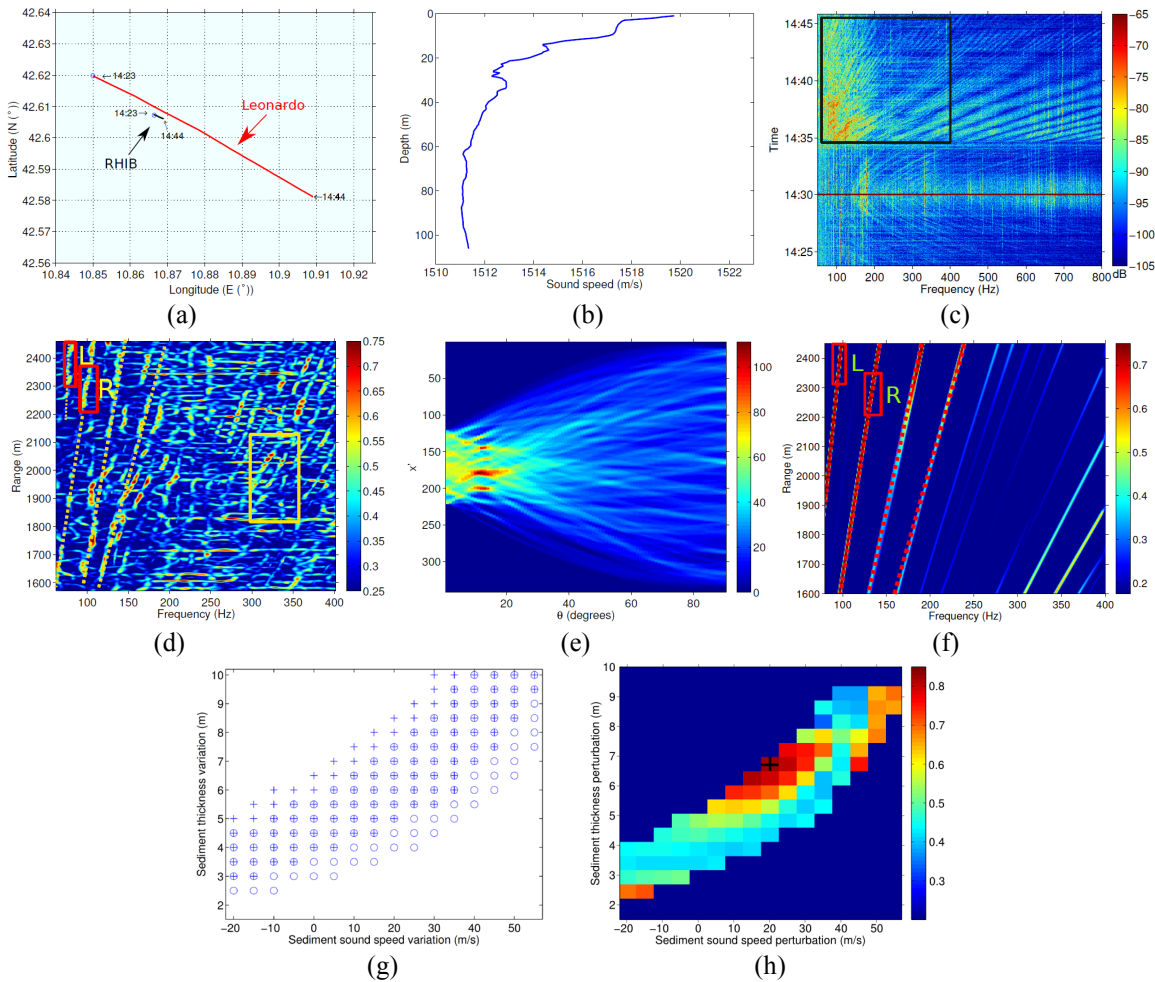 42.64
42.63
42.62
42.61
42.6
42.59
42.58
42.57
42.56
Latitude (N (°))
←14:23
14:23→
14:44
Leonardo
RHIB
←14:44
10.84 10.85 10.86 10.87 10.88 10.89 10.9 10.91 10.92
Longitude (E (°))
(a)
0
20
40
60
80
100
Depth (m)
1510 1512 1514 1516 1518 1520 1522
Sound speed (m/s)
(b)
14:45
14:40
14:35
14:30
14:25
Time
100 200 300 400 500 600 700 800
Frequency (Hz)
−65
−70
−75
−80
−85
−90
−95
−100
−105
dB
(c)
2400
2300
2200
2100
2000
1900
1800
1700
1600
Range (m)
L
R
100 150 200 250 300 350 400
Frequency (Hz)
0.75
0.7
0.65
0.6
0.55
0.5
0.45
0.4
0.35
0.3
0.25
(d)
0
50
100
150
200
250
300
x'
20 40 60 80
θ (degrees)
100
80
60
40
20
0
(e)
2400
2300
2200
2100
2000
1900
1800
1700
1600
Range (m)
L
R
100 150 200 250 300 350 400
Frequency (Hz)
0.7
0.6
0.5
0.4
0.3
0.2
(f)
10
9
8
7
6
5
4
3
2
Sediment thickness variation (m)
−20 −10 0 10 20 30 40 50
Sediment sound speed variation (m/s)
(g)
10
9
8
7
6
5
4
3
2
Sediment thickness perturbation (m)
−20 −10 0 10 20 30 40 50
Sediment sound speed perturbation (m/s)
0.8
0.7
0.6
0.5
0.4
0.3
(h)